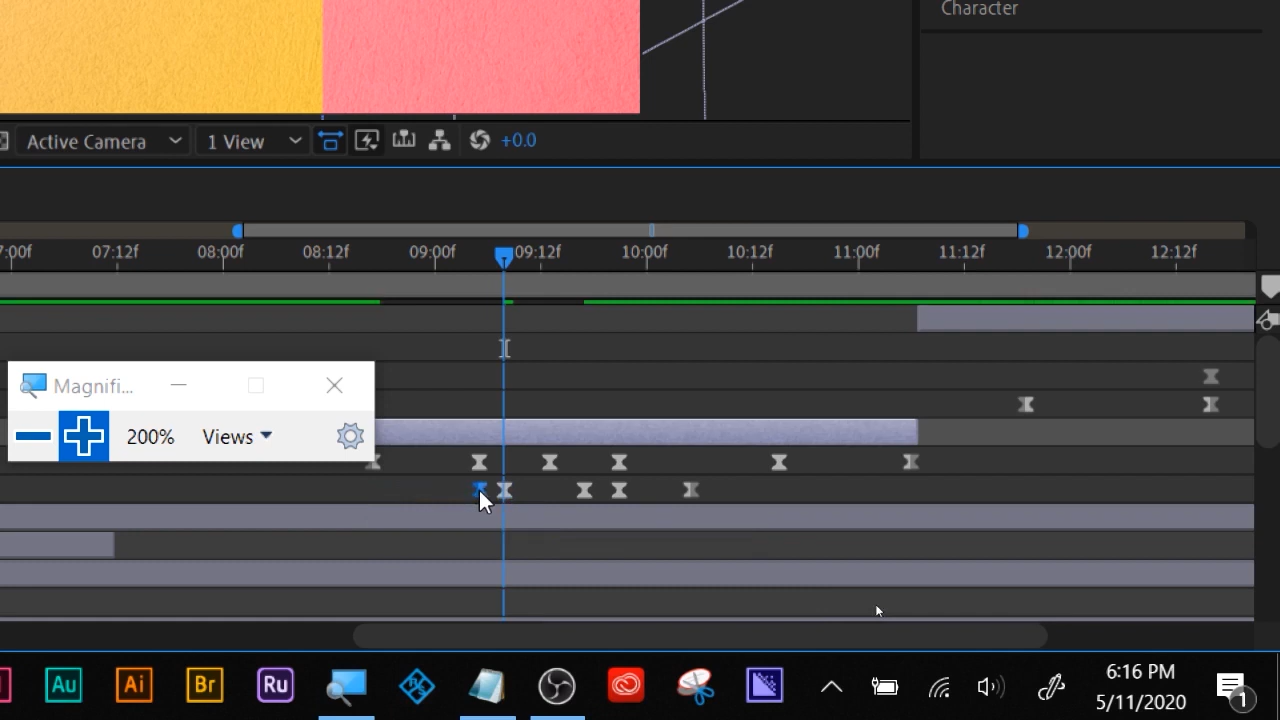 Character
Active Camera
1 View
+0.0
7:00f 07:12f 08:00f 08:12f 09:00f 09:12f 10:00f 10:12f 11:00f 11:12f 12:00f 12:12f
Magnifi...
200% Views
Au Ai Br Ru
6:16 PM
5/11/2020
1